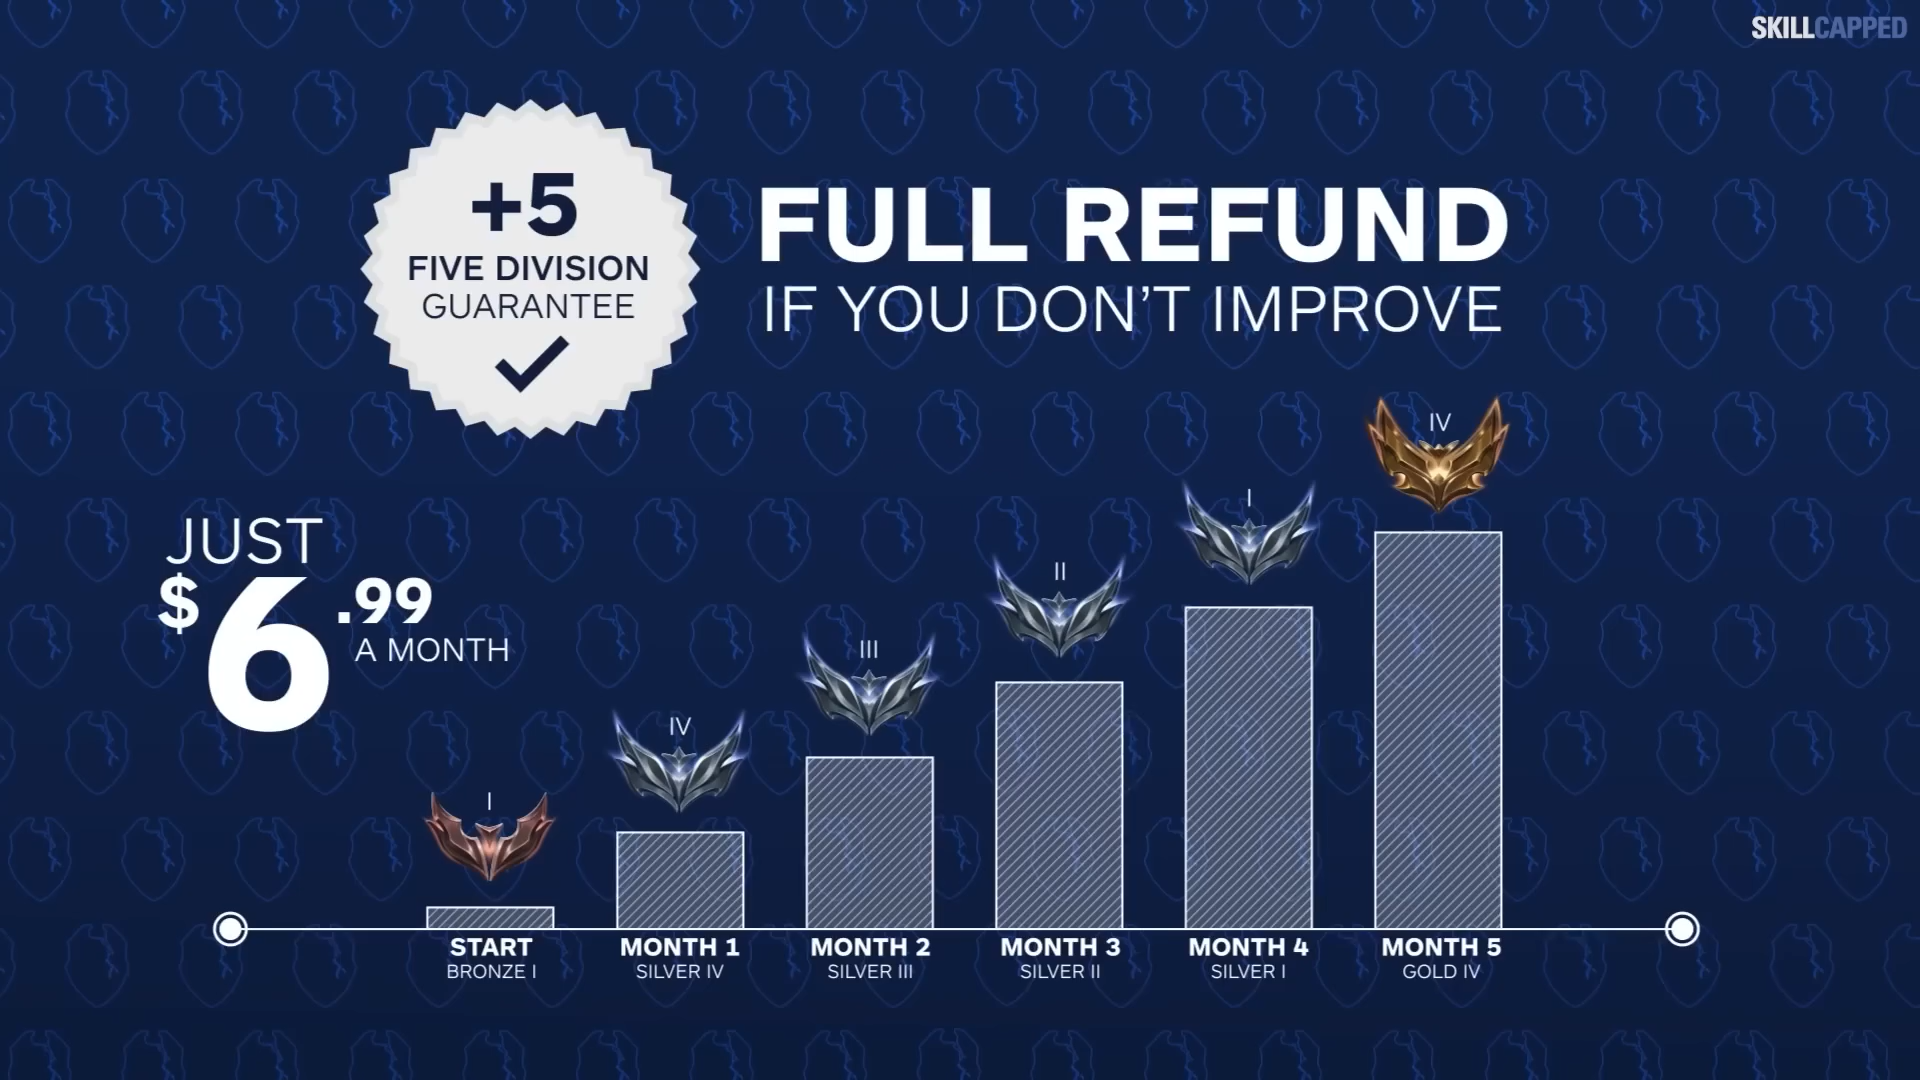 SKILLCAPPED
+5
FIVE DIVISION
GUARANTEE
FULL REFUND
IF YOU DON'T IMPROVE
JUST
$6.99
A MONTH
I
IV
III
II
I
IV
START
BRONZE I
MONTH 1
SILVER IV
MONTH 2
SILVER III
MONTH 3
SILVER II
MONTH 4
SILVER I
MONTH 5
GOLD IV